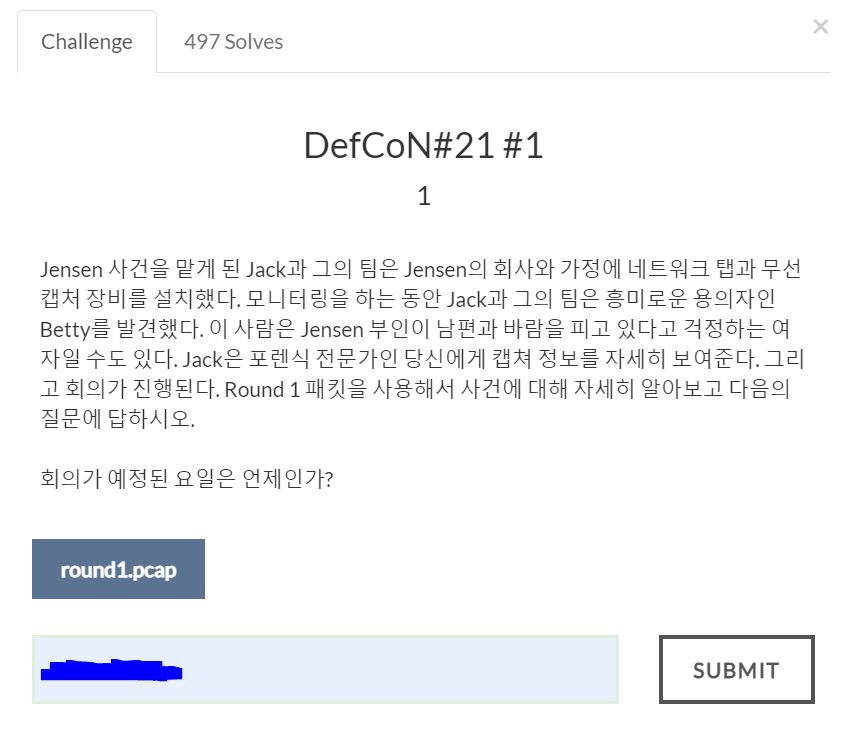 Challenge
497 Solves
×
DefCoN#21 #1
1
Jensen 사건을 맡게 된 Jack과 그의 팀은 Jensen의 회사와 가정에 네트워크 탭과 무선
캡처 장비를 설치했다. 모니터링을 하는 동안 Jack과 그의 팀은 흥미로운 용의자인
Betty를 발견했다. 이 사람은 Jensen 부인이 남편과 바람을 피고 있다고 걱정하는 여
자일 수도 있다. Jack은 포렌식 전문가인 당신에게 캡쳐 정보를 자세히 보여준다. 그리
고 회의가 진행된다. Round 1 패킷을 사용해서 사건에 대해 자세히 알아보고 다음의
질문에 답하시오.
회의가 예정된 요일은 언제인가?
round1.pcap
SUBMIT